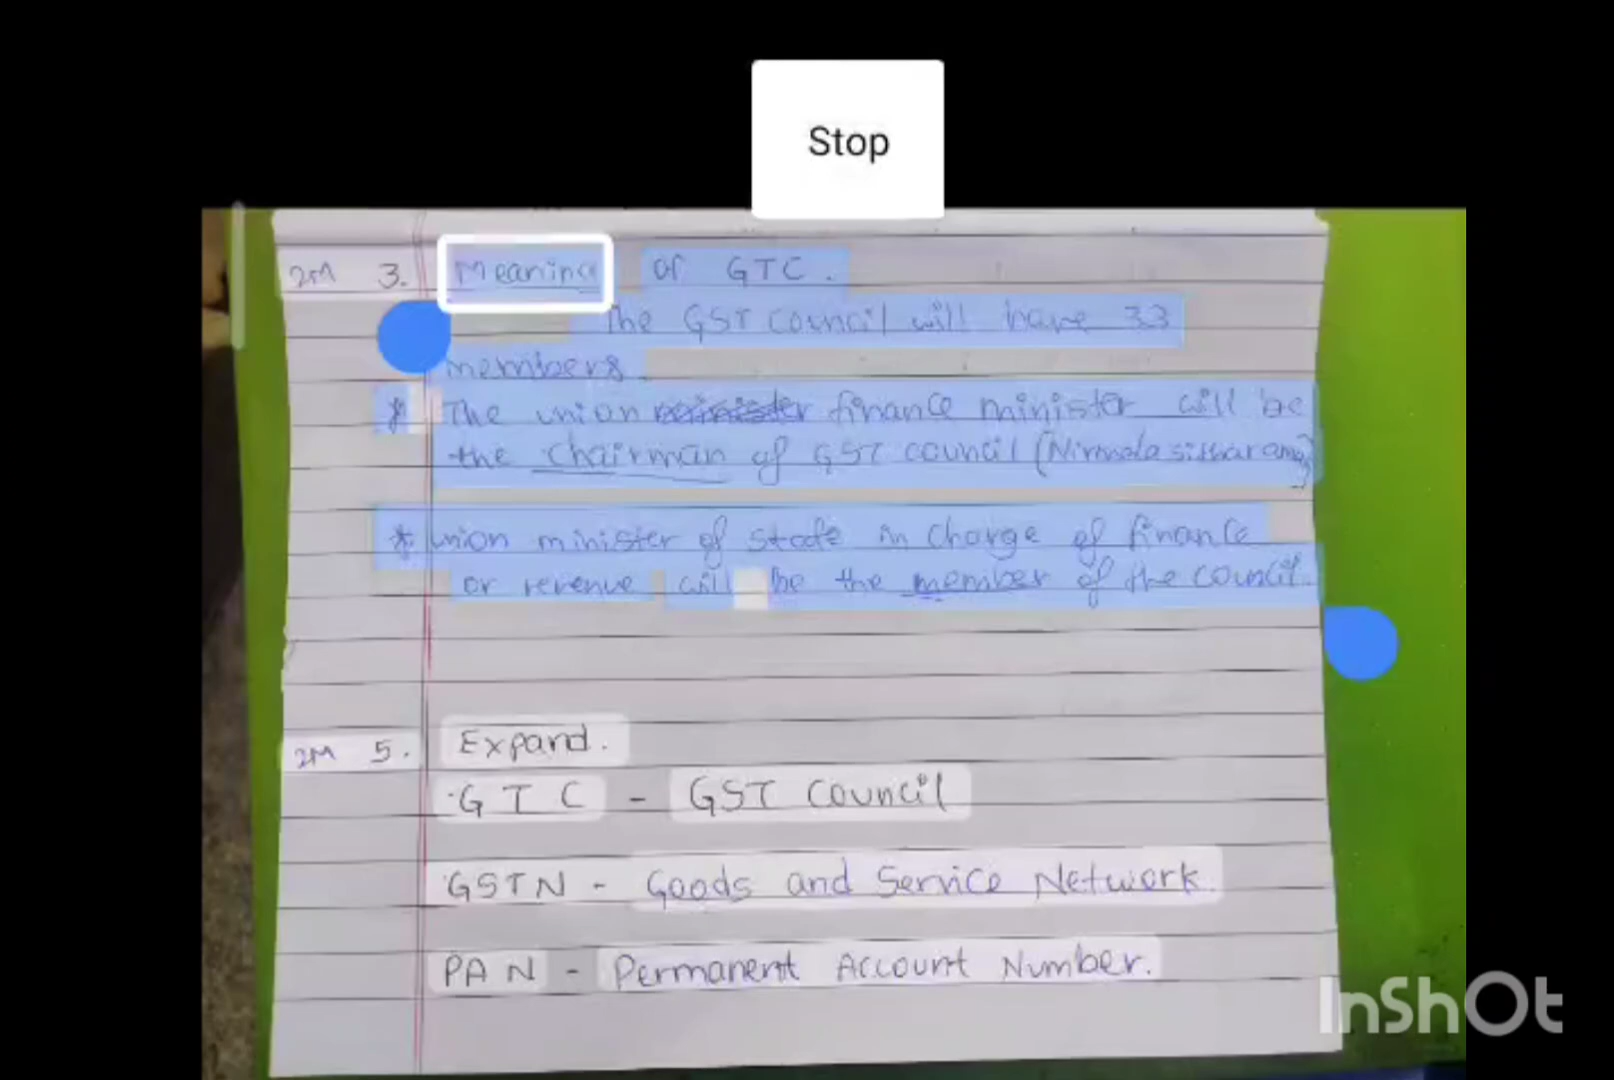 Stop
2M 3. Meaning of GTC.
The GST Council will have 33
members.
* The union finance minister will be
the chairman of GST council (Nirmala sitharam)
* union minister of state in charge of finance
or revenue will be the member of the council.
2M 5. Expand.
GTC - GST Council
GSTN - Goods and Service Network.
PAN - Permanent Account Number.
InShOt